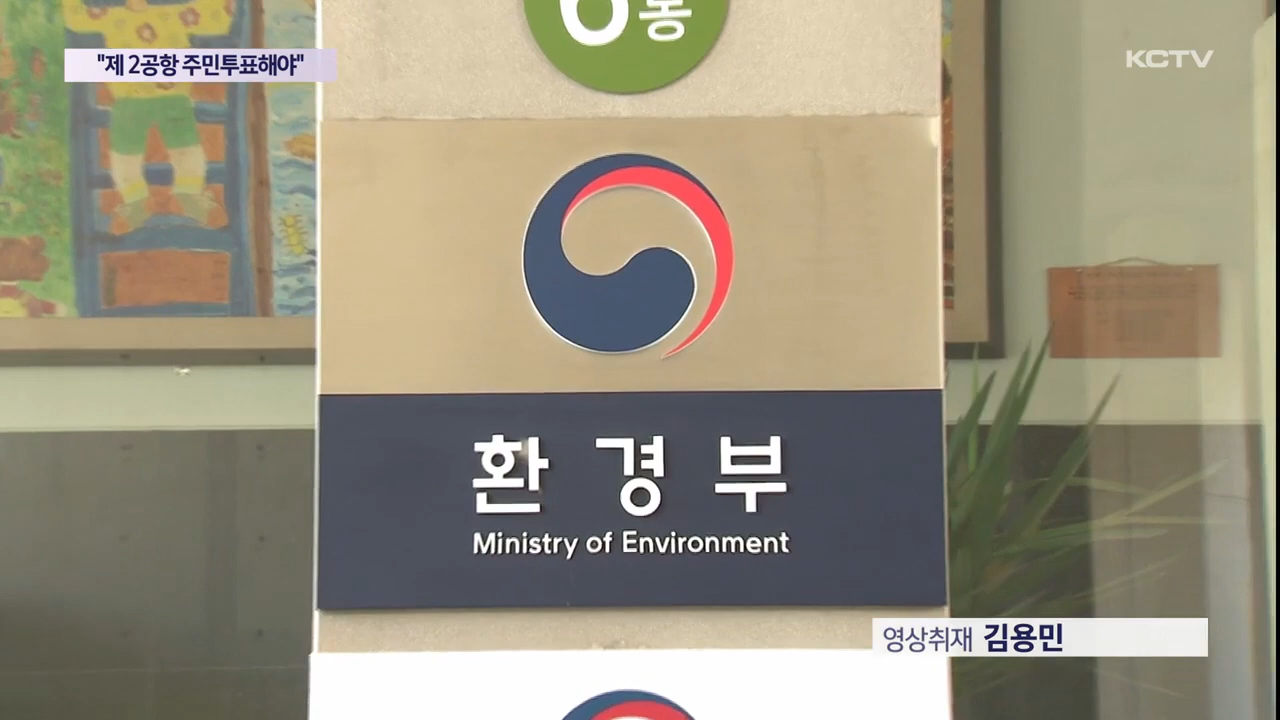 6동
"제 2공항 주민투표해야"
KCTV
환경부
Ministry of Environment
영상취재 김용민